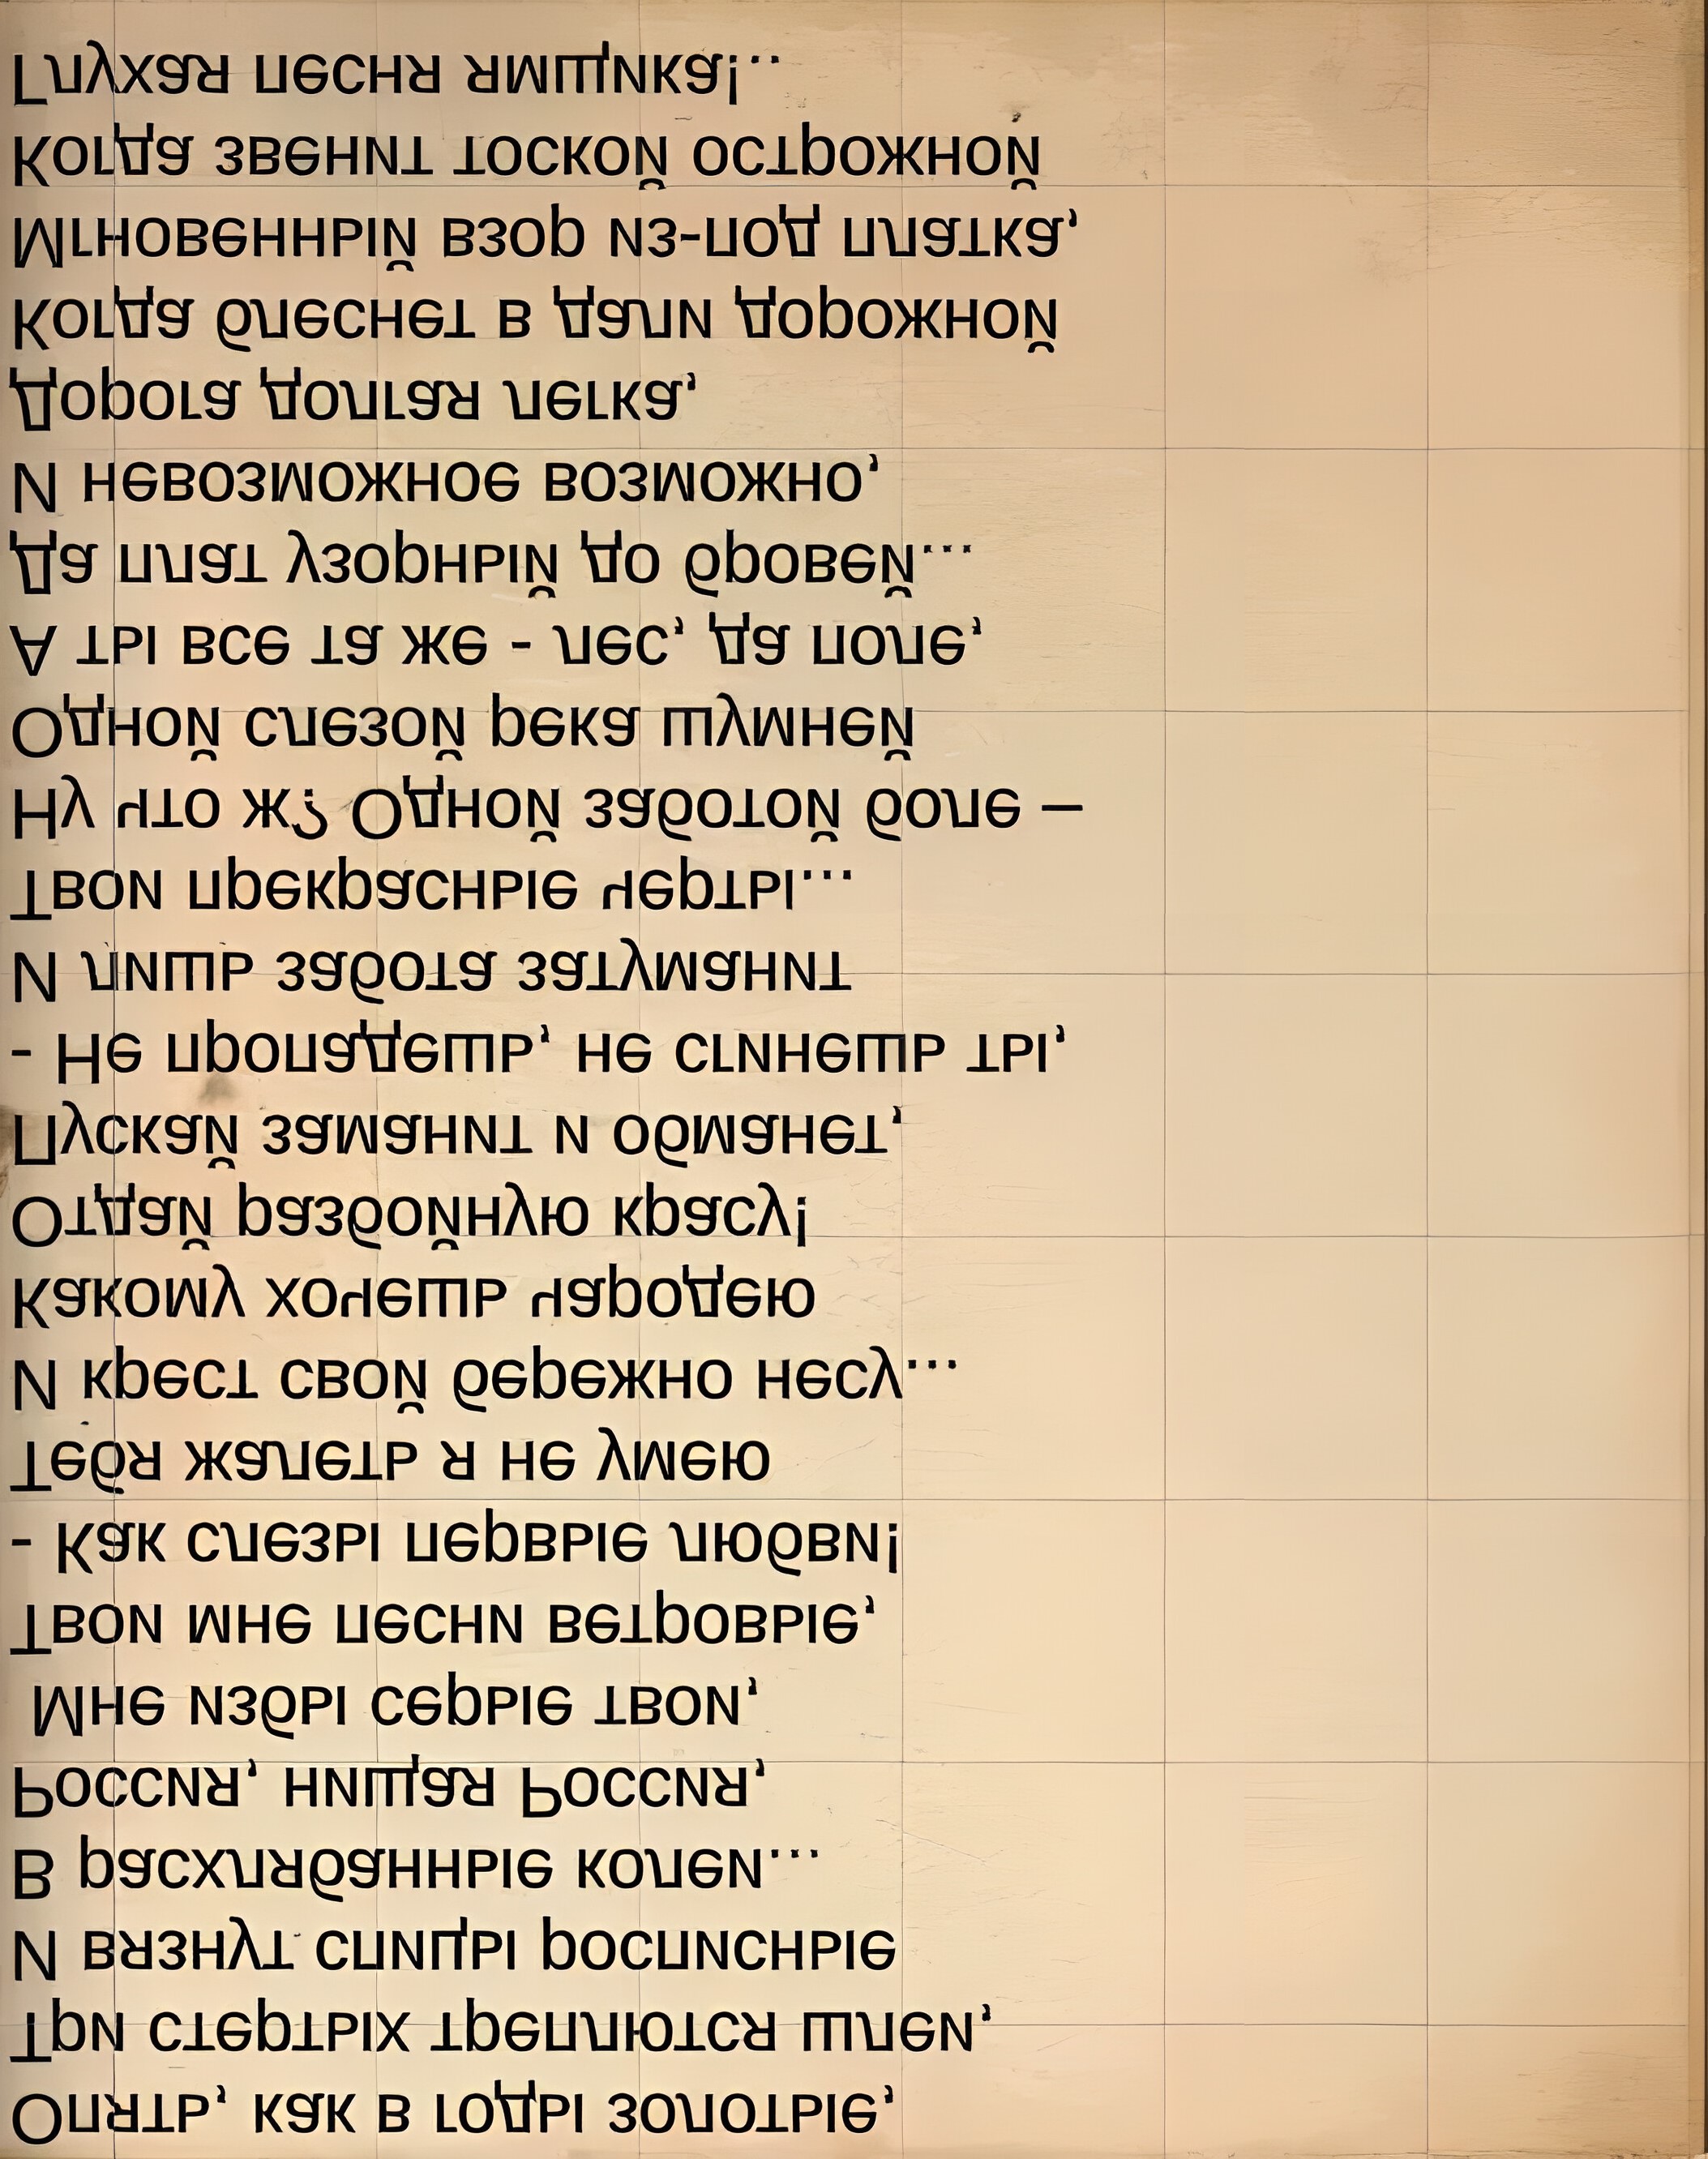 Опять, как в годы золотые,
Три стертых треплются шлеи,
И вязнут спицы росписные
В расхлябанные колеи...
Россия, нищая Россия,
Мне избы серые твои,
Твои мне песни ветровые,
- Как слезы первые любви!
Тебя жалеть я не умею
И крест свой бережно несу...
Какому хочешь чародею
Отдай разбойную красу!
Пускай заманит и обманет,
- Не пропадешь, не сгинешь ты,
И лишь забота затуманит
Твои прекрасные черты...
Ну что ж? Одной заботой боле —
Одной слезой река шумней
А ты все та же - лес, да поле,
Да плат узорный до бровей...
И невозможное возможно,
Дорога долгая легка,
Когда блеснет в дали дорожной
Мгновенный взор из-под платка,
Когда звенит тоской острожной
Глухая песня ямщика!..